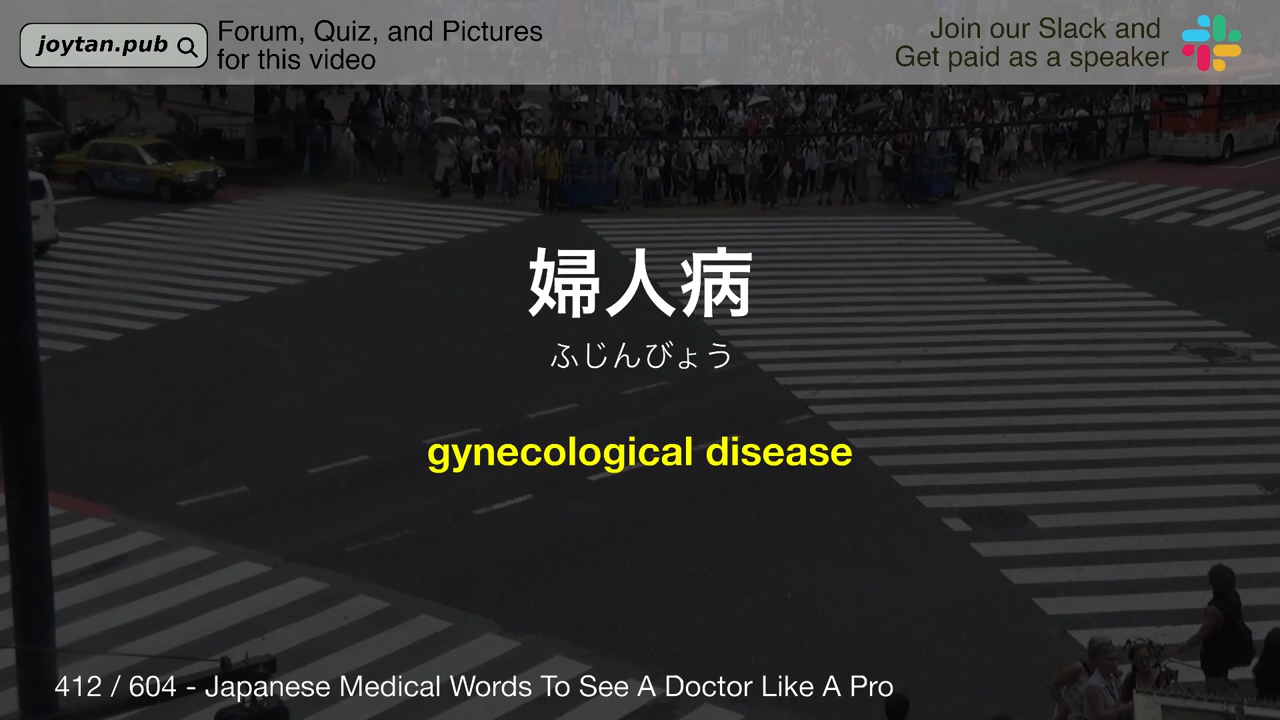 joytan.pub
Forum, Quiz, and Pictures
for this video
Join our Slack and
Get paid as a speaker
婦人病
ふじんびょう
gynecological disease
412 / 604 - Japanese Medical Words To See A Doctor Like A Pro